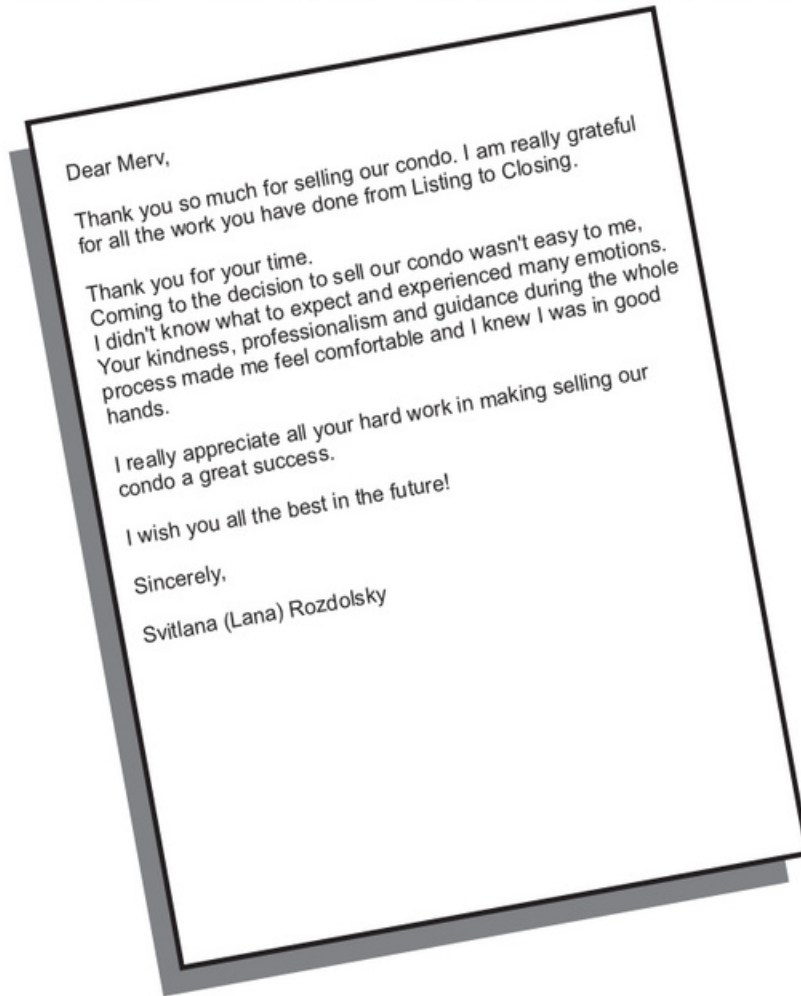 Dear Merv,
Thank you so much for selling our condo. I am really grateful
for all the work you have done from Listing to Closing.
Thank you for your time.
Coming to the decision to sell our condo wasn't easy to me,
I didn't know what to expect and experienced many emotions.
Your kindness, professionalism and guidance during the whole
process made me feel comfortable and I knew I was in good
hands.
I really appreciate all your hard work in making selling our
condo a great success.
I wish you all the best in the future!
Sincerely,
Svitlana (Lana) Rozdolsky